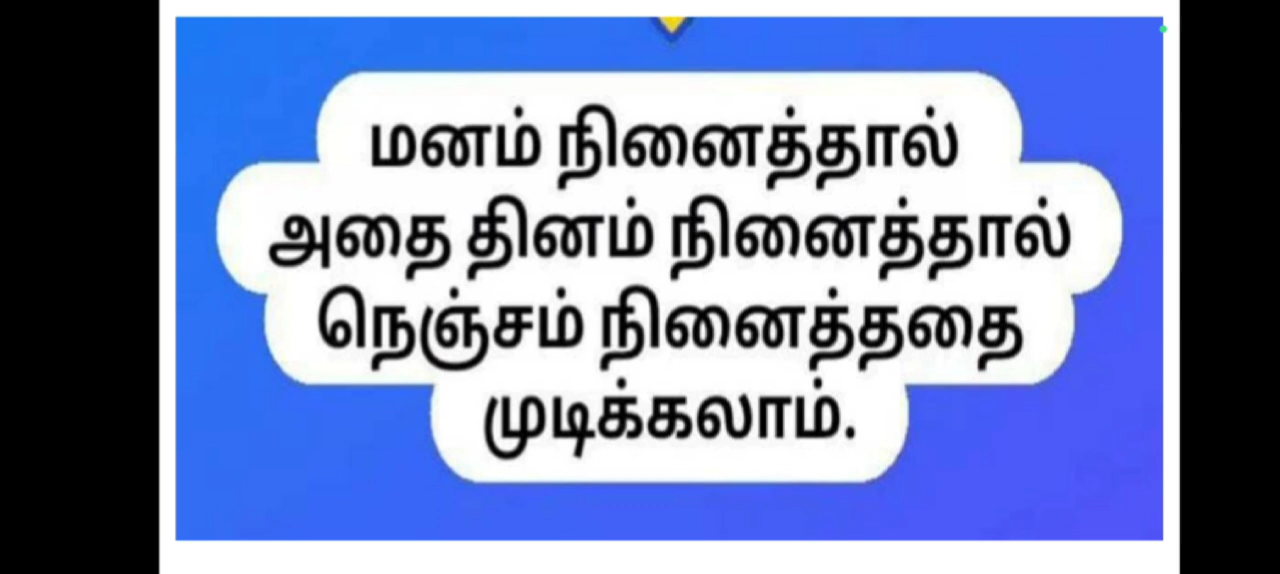 மனம் நினைத்தால்
அதை தினம் நினைத்தால்
நெஞ்சம் நினைத்ததை
முடிக்கலாம்.